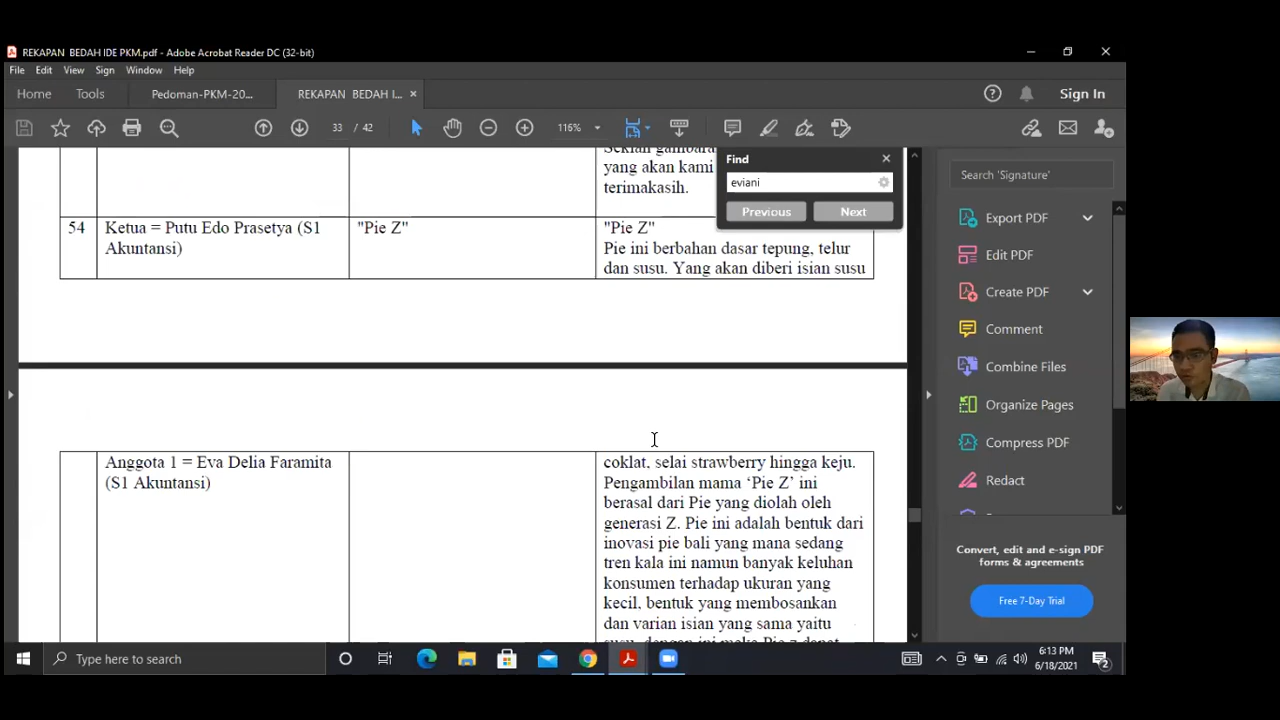 REKAPAN BEDAH IDE PKM.pdf - Adobe Acrobat Reader DC (32-bit)
File Edit View Sign Window Help
Home Tools Pedoman-PKM-20... REKAPAN BEDAH I... Sign In
33 / 42 116%
Find
eviani
Previous Next
yang akan kami
terimakasih.
54 Ketua = Putu Edo Prasetya (S1 "Pie Z" "Pie Z"
Akuntansi) Pie ini berbahan dasar tepung, telur
dan susu. Yang akan diberi isian susu
Anggota 1 = Eva Delia Faramita coklat, selai strawberry hingga keju.
(S1 Akuntansi) Pengambilan mama ‘Pie Z’ ini
berasal dari Pie yang diolah oleh
generasi Z. Pie ini adalah bentuk dari
inovasi pie bali yang mana sedang
tren kala ini namun banyak keluhan
konsumen terhadap ukuran yang
kecil, bentuk yang membosankan
dan varian isian yang sama yaitu
Search 'Signature'
Export PDF
Edit PDF
Create PDF
Comment
Combine Files
Organize Pages
Compress PDF
Redact
Convert, edit and e-sign PDF
forms & agreements
Free 7-Day Trial
Type here to search
6:13 PM
6/18/2021
2